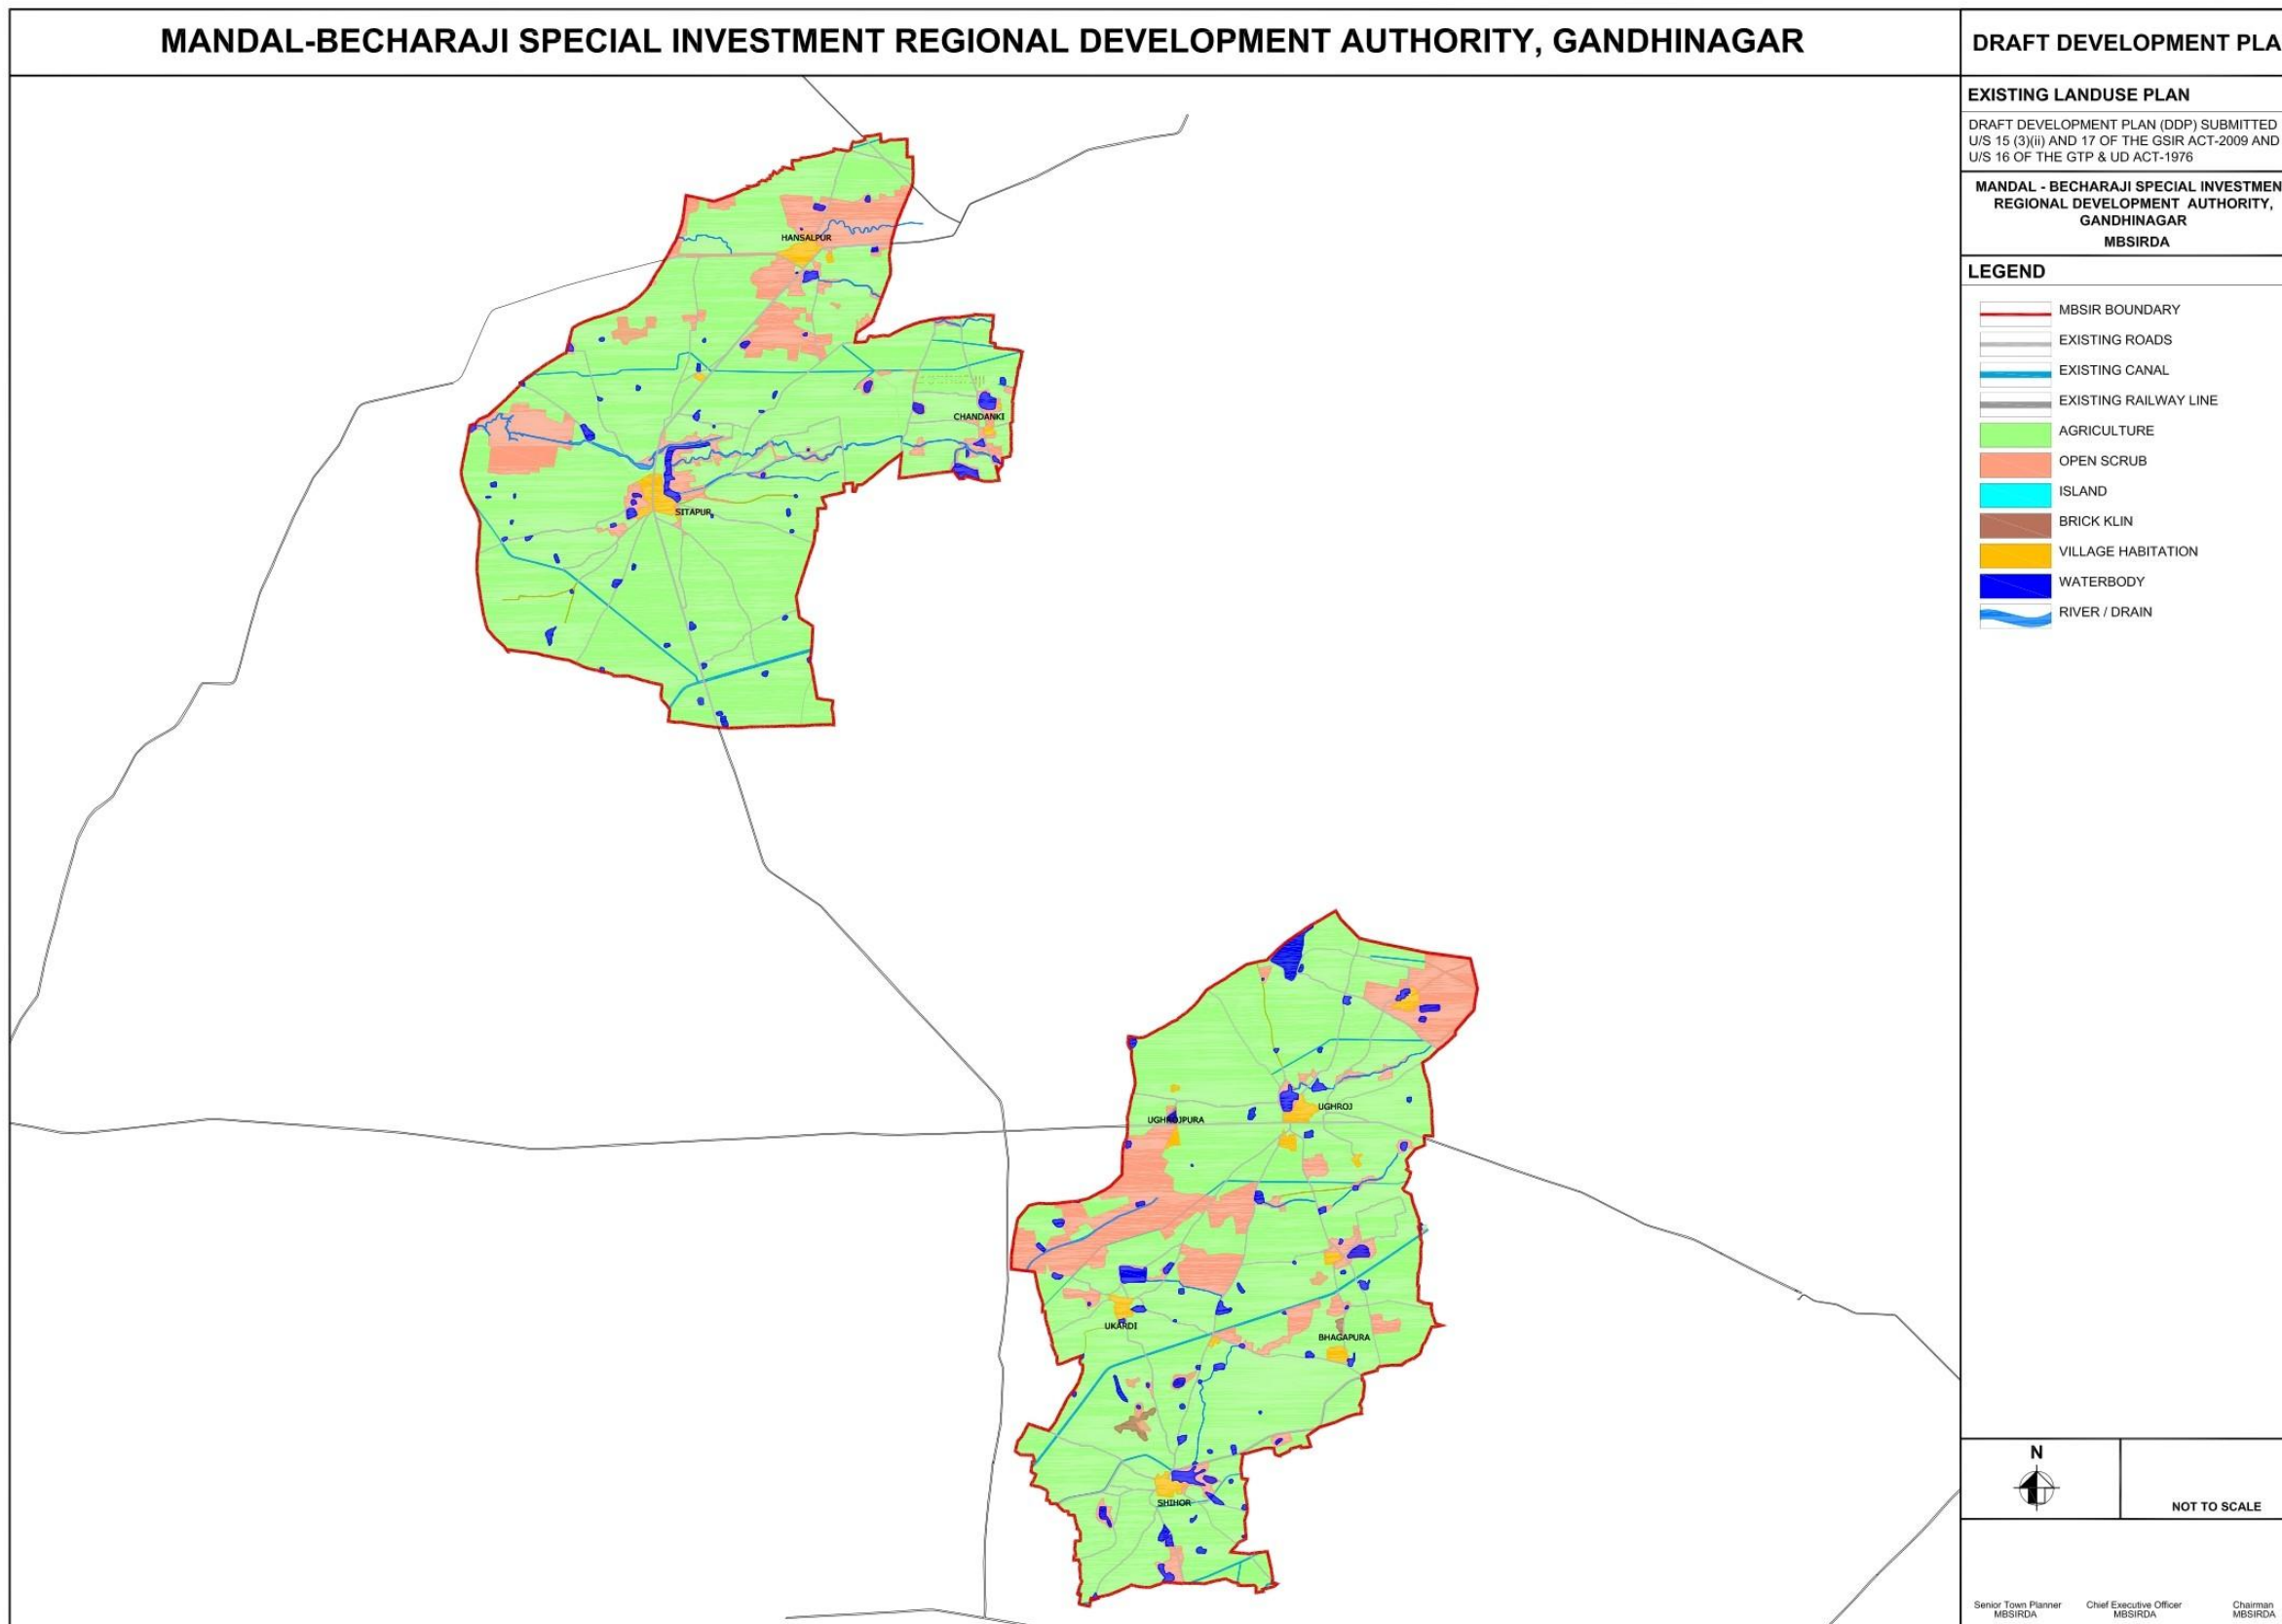 MANDAL-BECHARAJI SPECIAL INVESTMENT REGIONAL DEVELOPMENT AUTHORITY, GANDHINAGAR
DRAFT DEVELOPMENT PLA
EXISTING LANDUSE PLAN
DRAFT DEVELOPMENT PLAN (DDP) SUBMITTED
U/S 15 (3)(ii) AND 17 OF THE GSIR ACT-2009 AND
U/S 16 OF THE GTP & UD ACT-1976
MANDAL - BECHARAJI SPECIAL INVESTMEN
REGIONAL DEVELOPMENT AUTHORITY,
GANDHINAGAR
MBSIRDA
LEGEND
MBSIR BOUNDARY
EXISTING ROADS
EXISTING CANAL
EXISTING RAILWAY LINE
AGRICULTURE
OPEN SCRUB
ISLAND
BRICK KLIN
VILLAGE HABITATION
WATERBODY
RIVER / DRAIN
HANSALPUR
CHANDANKI
SITAPUR
UGHROJ
UGHROJPURA
UKARDI
BHAGAPURA
SHIHOR
N
NOT TO SCALE
Senior Town Planner
MBSIRDA
Chief Executive Officer
MBSIRDA
Chairman
MBSIRDA